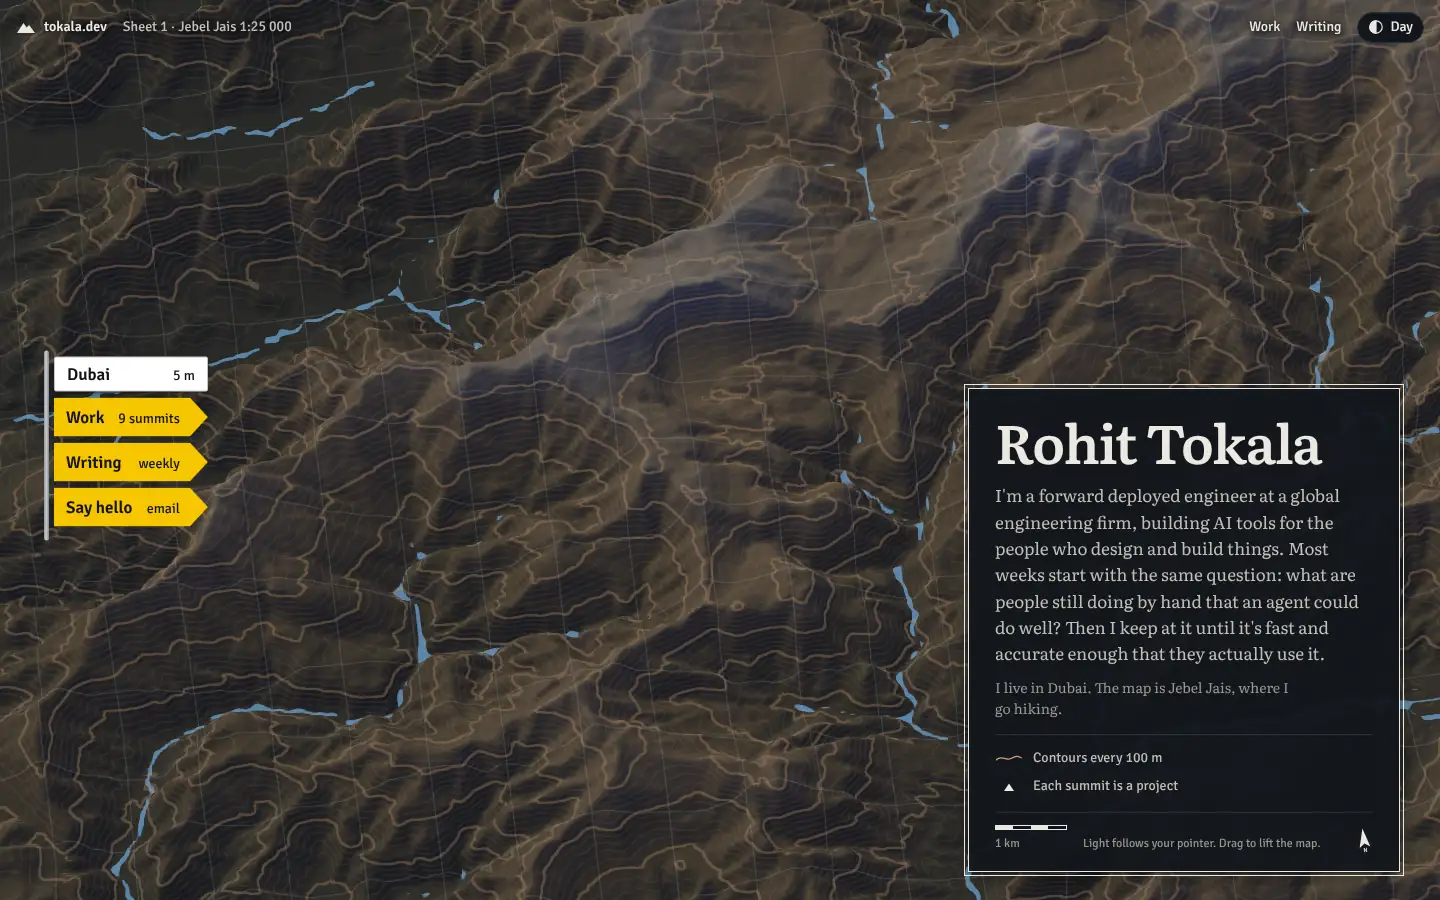 tokala.dev Sheet 1 · Jebel Jais 1:25 000
Work Writing Day
Dubai 5 m
Work 9 summits
Writing weekly
Say hello email
Rohit Tokala
I'm a forward deployed engineer at a global
engineering firm, building AI tools for the
people who design and build things. Most
weeks start with the same question: what are
people still doing by hand that an agent could
do well? Then I keep at it until it's fast and
accurate enough that they actually use it.
I live in Dubai. The map is Jebel Jais, where I
go hiking.
Contours every 100 m
Each summit is a project
1 km Light follows your pointer. Drag to lift the map.
N